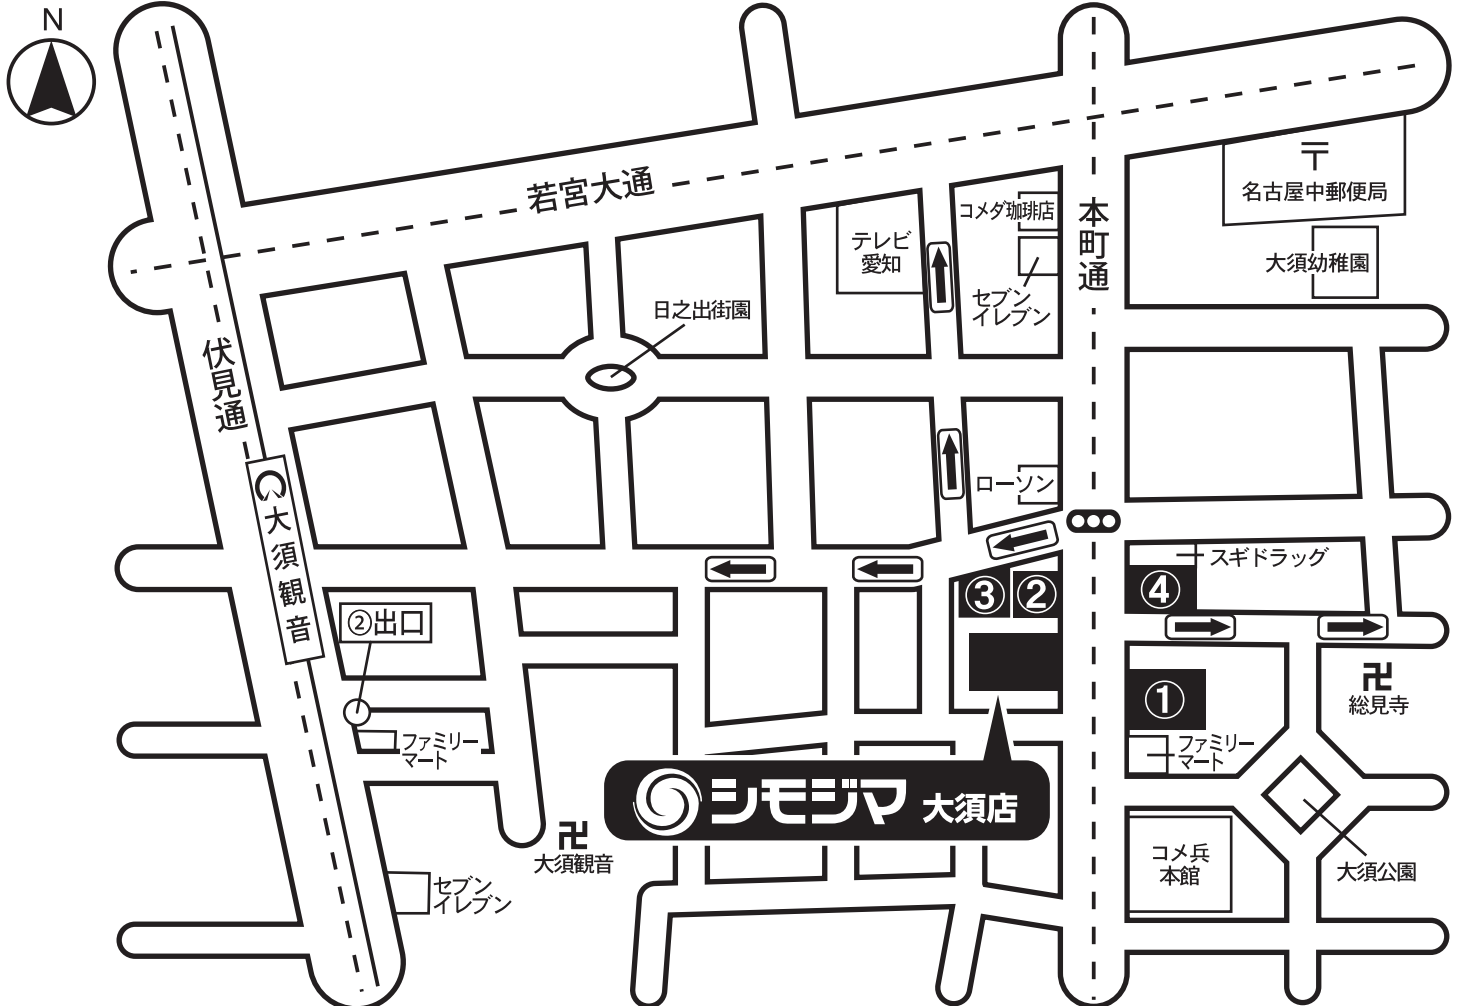 N
若宮大通
本町通
伏見通
〒
名古屋中郵便局
大須幼稚園
コメダ珈琲店
セブン
イレブン
テレビ
愛知
日之出街園
ローソン
大須観音
②出口
スギドラッグ
③
②
④
①
卍
総見寺
ファミリー
マート
ファミリー
マート
シモジマ 大須店
卍
大須観音
セブン
イレブン
コメ兵
本館
大須公園